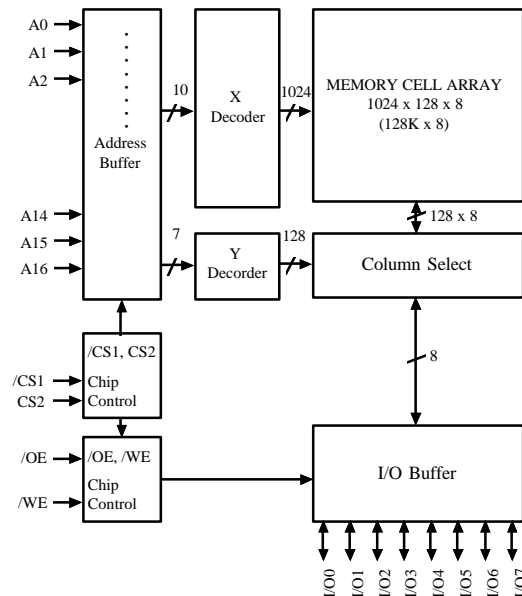 A0
A1
A2
A14
A15
A16
Address
Buffer
10
X
Decoder
1024
MEMORY CELL ARRAY
1024 x 128 x 8
(128K x 8)
128 x 8
7
Y
Decorder
128
Column Select
8
/CS1, CS2
Chip
Control
/CS1
CS2
/OE, /WE
Chip
Control
/OE
/WE
I/O Buffer
I/O0
I/O1
I/O2
I/O3
I/O4
I/O5
I/O6
I/O7